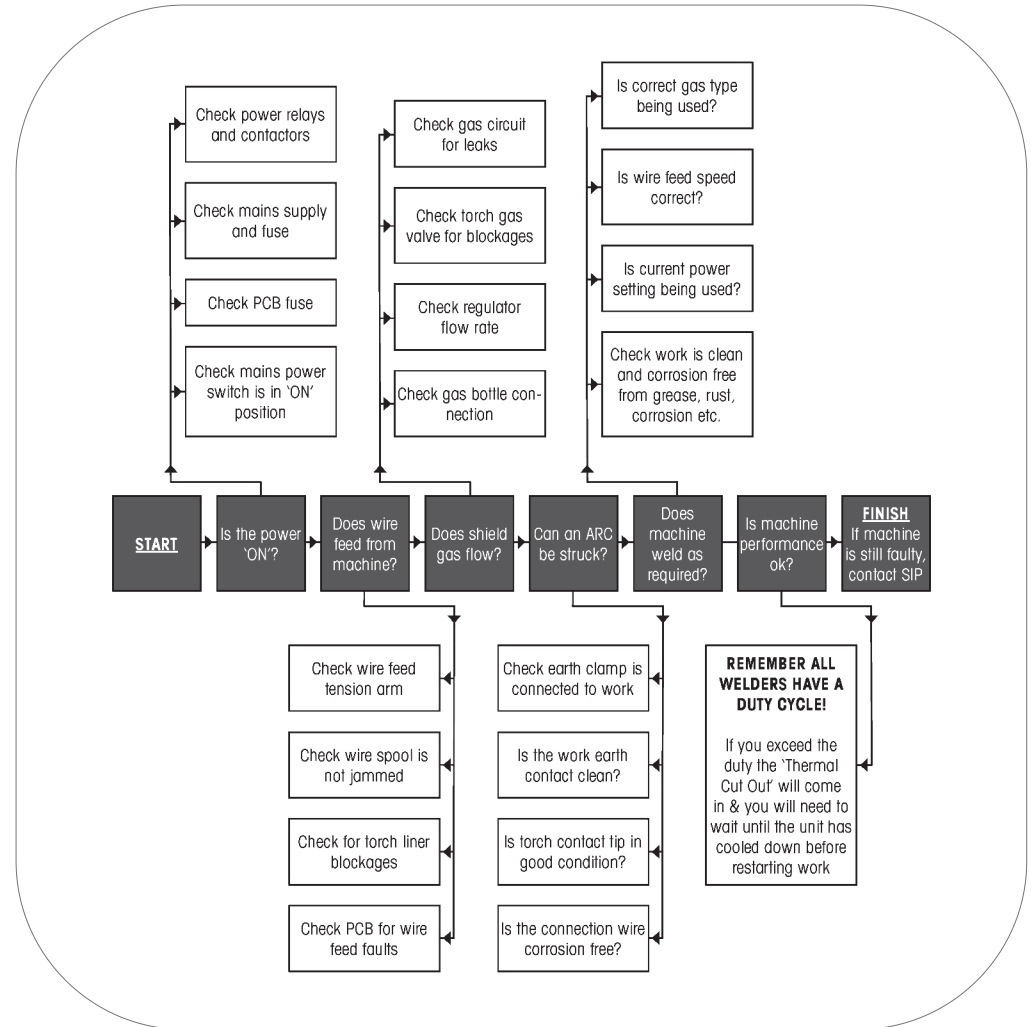 Check power relays
and contactors
Check mains supply
and fuse
Check PCB fuse
Check mains power
switch is in ‘ON’
position
Check gas circuit
for leaks
Check torch gas
valve for blockages
Check regulator
flow rate
Check gas bottle con-
nection
Is correct gas type
being used?
Is wire feed speed
correct?
Is current power
setting being used?
Check work is clean
and corrosion free
from grease, rust,
corrosion etc.
START
Is the power
‘ON’?
Does wire
feed from
machine?
Does shield
gas flow?
Can an ARC
be struck?
Does
machine
weld as
required?
Is machine
performance
ok?
FINISH
If machine
is still faulty,
contact SIP
Check wire feed
tension arm
Check wire spool is
not jammed
Check for torch liner
blockages
Check PCB for wire
feed faults
Check earth clamp is
connected to work
Is the work earth
contact clean?
Is torch contact tip in
good condition?
Is the connection wire
corrosion free?
REMEMBER ALL
WELDERS HAVE A
DUTY CYCLE!
If you exceed the
duty the ‘Thermal
Cut Out’ will come
in & you will need to
wait until the unit has
cooled down before
restarting work